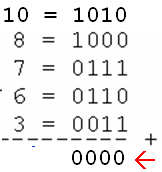 10 = 1010
8 = 1000
7 = 0111
6 = 0110
3 = 0011
---------- +
0000 ←